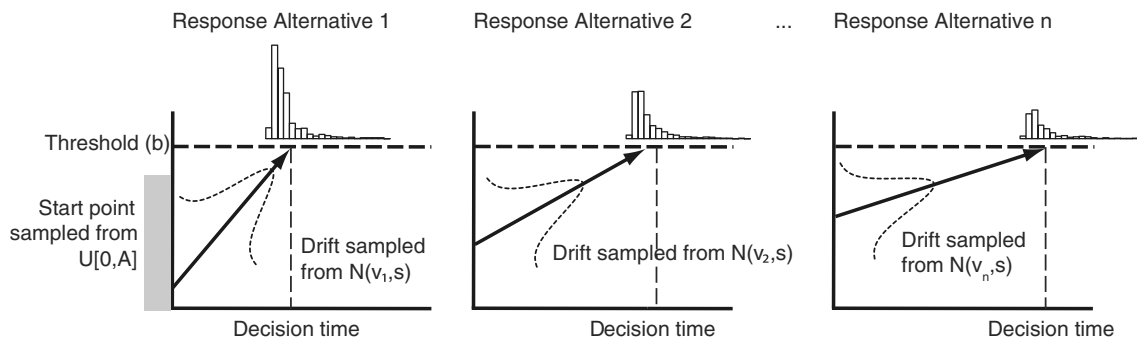 Response Alternative 1
Response Alternative 2
...
Response Alternative n
Threshold (b)
Start point
sampled from
U[0,A]
Drift sampled
from N(v₁,s)
Drift sampled
from N(v₂,s)
Drift sampled
from N(vₙ,s)
Decision time
Decision time
Decision time